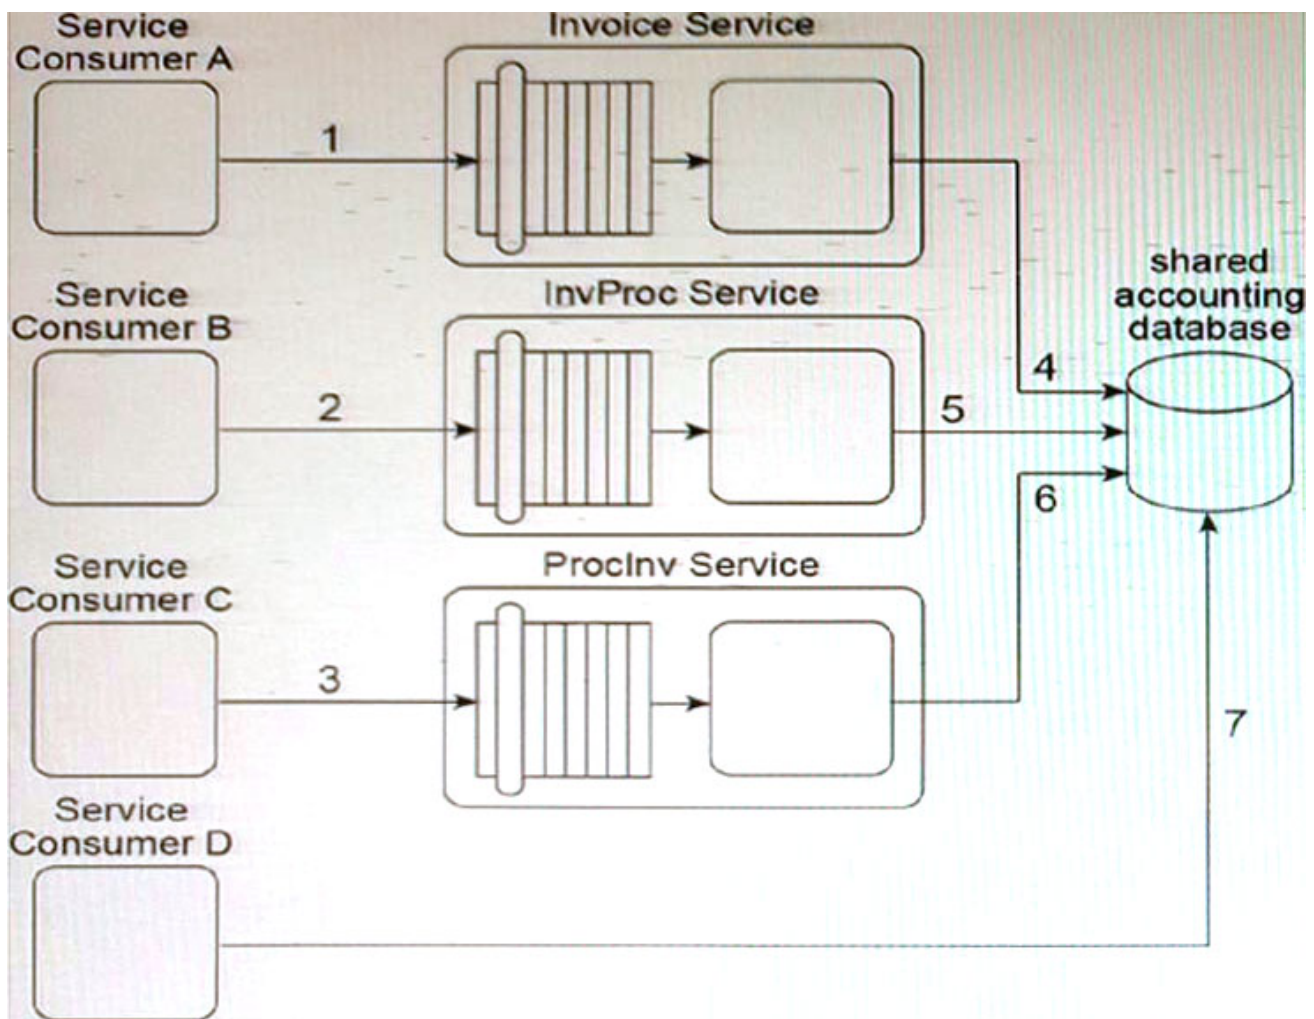 Service
Consumer A
Invoice Service
1
Service
Consumer B
InvProc Service
2
shared
accounting
database
4
5
6
Service
Consumer C
ProcInv Service
3
7
Service
Consumer D